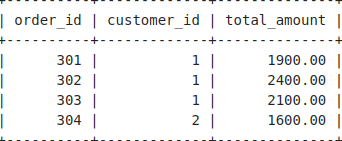 +----------+-------------+--------------+
| order_id | customer_id | total_amount |
+----------+-------------+--------------+
|      301 |           1 |      1900.00 |
|      302 |           1 |      2400.00 |
|      303 |           1 |      2100.00 |
|      304 |           2 |      1600.00 |
+----------+-------------+--------------+